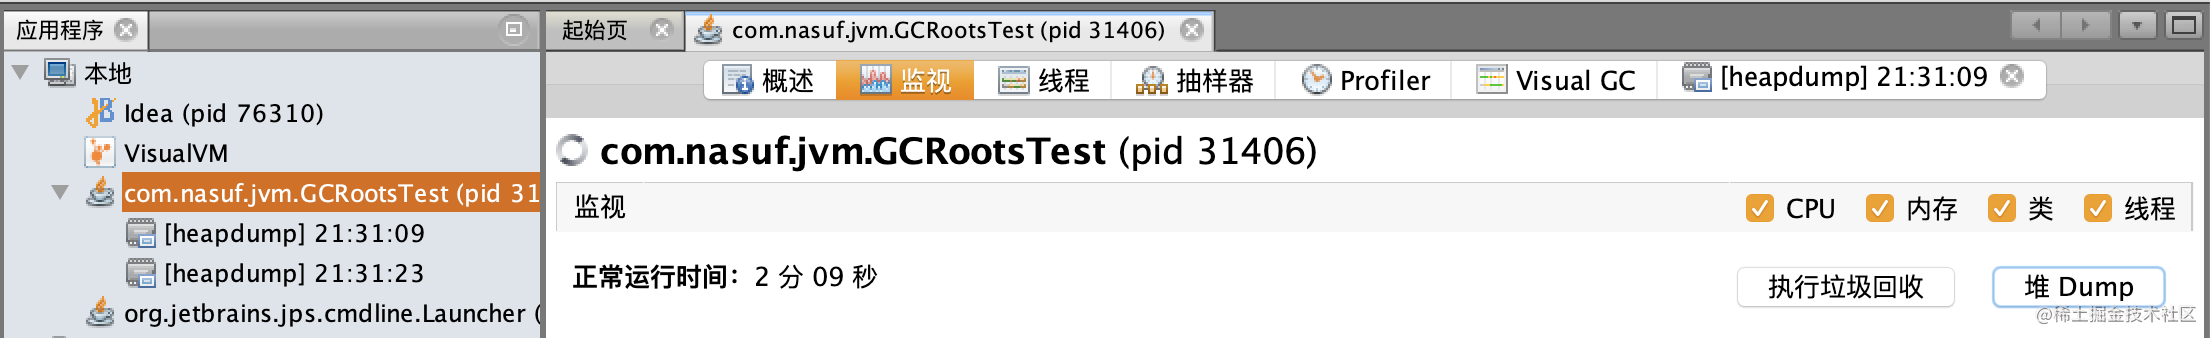 应用程序
本地
Idea (pid 76310)
VisualVM
com.nasuf.jvm.GCRootsTest (pid 31
[heapdump] 21:31:09
[heapdump] 21:31:23
org.jetbrains.jps.cmdline.Launcher (
起始页 com.nasuf.jvm.GCRootsTest (pid 31406)
概述 监视 线程 抽样器 Profiler Visual GC [heapdump] 21:31:09
com.nasuf.jvm.GCRootsTest (pid 31406)
监视 CPU 内存 类 线程
正常运行时间：2 分 09 秒 执行垃圾回收 堆 Dump
@稀土掘金技术社区